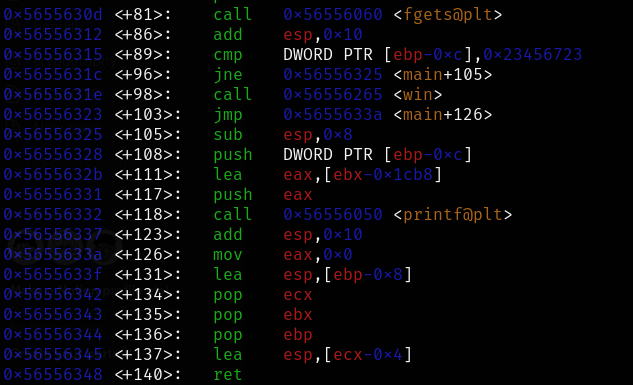 0x5655630d <+81>: call 0x56556060 <fgets@plt>
0x56556312 <+86>: add esp,0x10
0x56556315 <+89>: cmp DWORD PTR [ebp-0xc],0x23456723
0x5655631c <+96>: jne 0x56556325 <main+105>
0x5655631e <+98>: call 0x56556265 <win>
0x56556323 <+103>: jmp 0x5655633a <main+126>
0x56556325 <+105>: sub esp,0x8
0x56556328 <+108>: push DWORD PTR [ebp-0xc]
0x5655632b <+111>: lea eax,[ebx-0x1cb8]
0x56556331 <+117>: push eax
0x56556332 <+118>: call 0x56556050 <printf@plt>
0x56556337 <+123>: add esp,0x10
0x5655633a <+126>: mov eax,0x0
0x5655633f <+131>: lea esp,[ebp-0x8]
0x56556342 <+134>: pop ecx
0x56556343 <+135>: pop ebx
0x56556344 <+136>: pop ebp
0x56556345 <+137>: lea esp,[ecx-0x4]
0x56556348 <+140>: ret